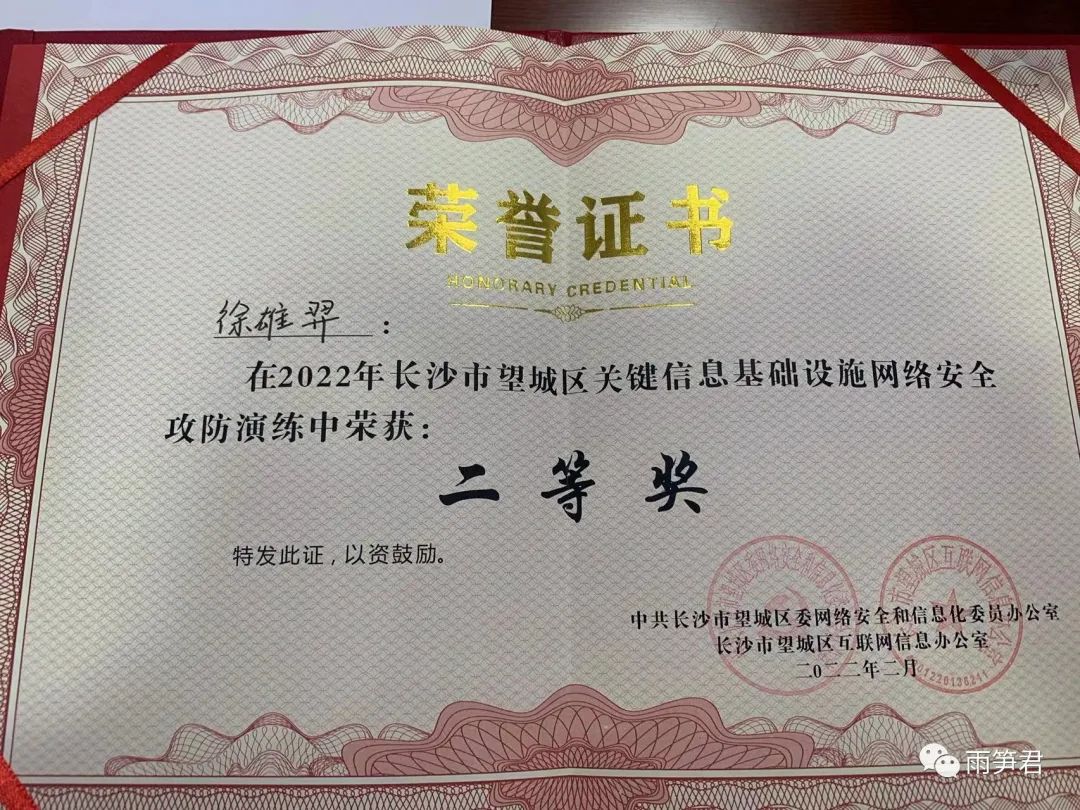 荣誉证书
HONORARY CREDENTIAL
徐雄羿：
在2022年长沙市望城区关键信息基础设施网络安全
攻防演练中荣获：
二等奖
特发此证，以资鼓励。
中共长沙市望城区委网络安全和信息化委员办公室
长沙市望城区互联网信息办公室
二〇二二年二月
雨笋君